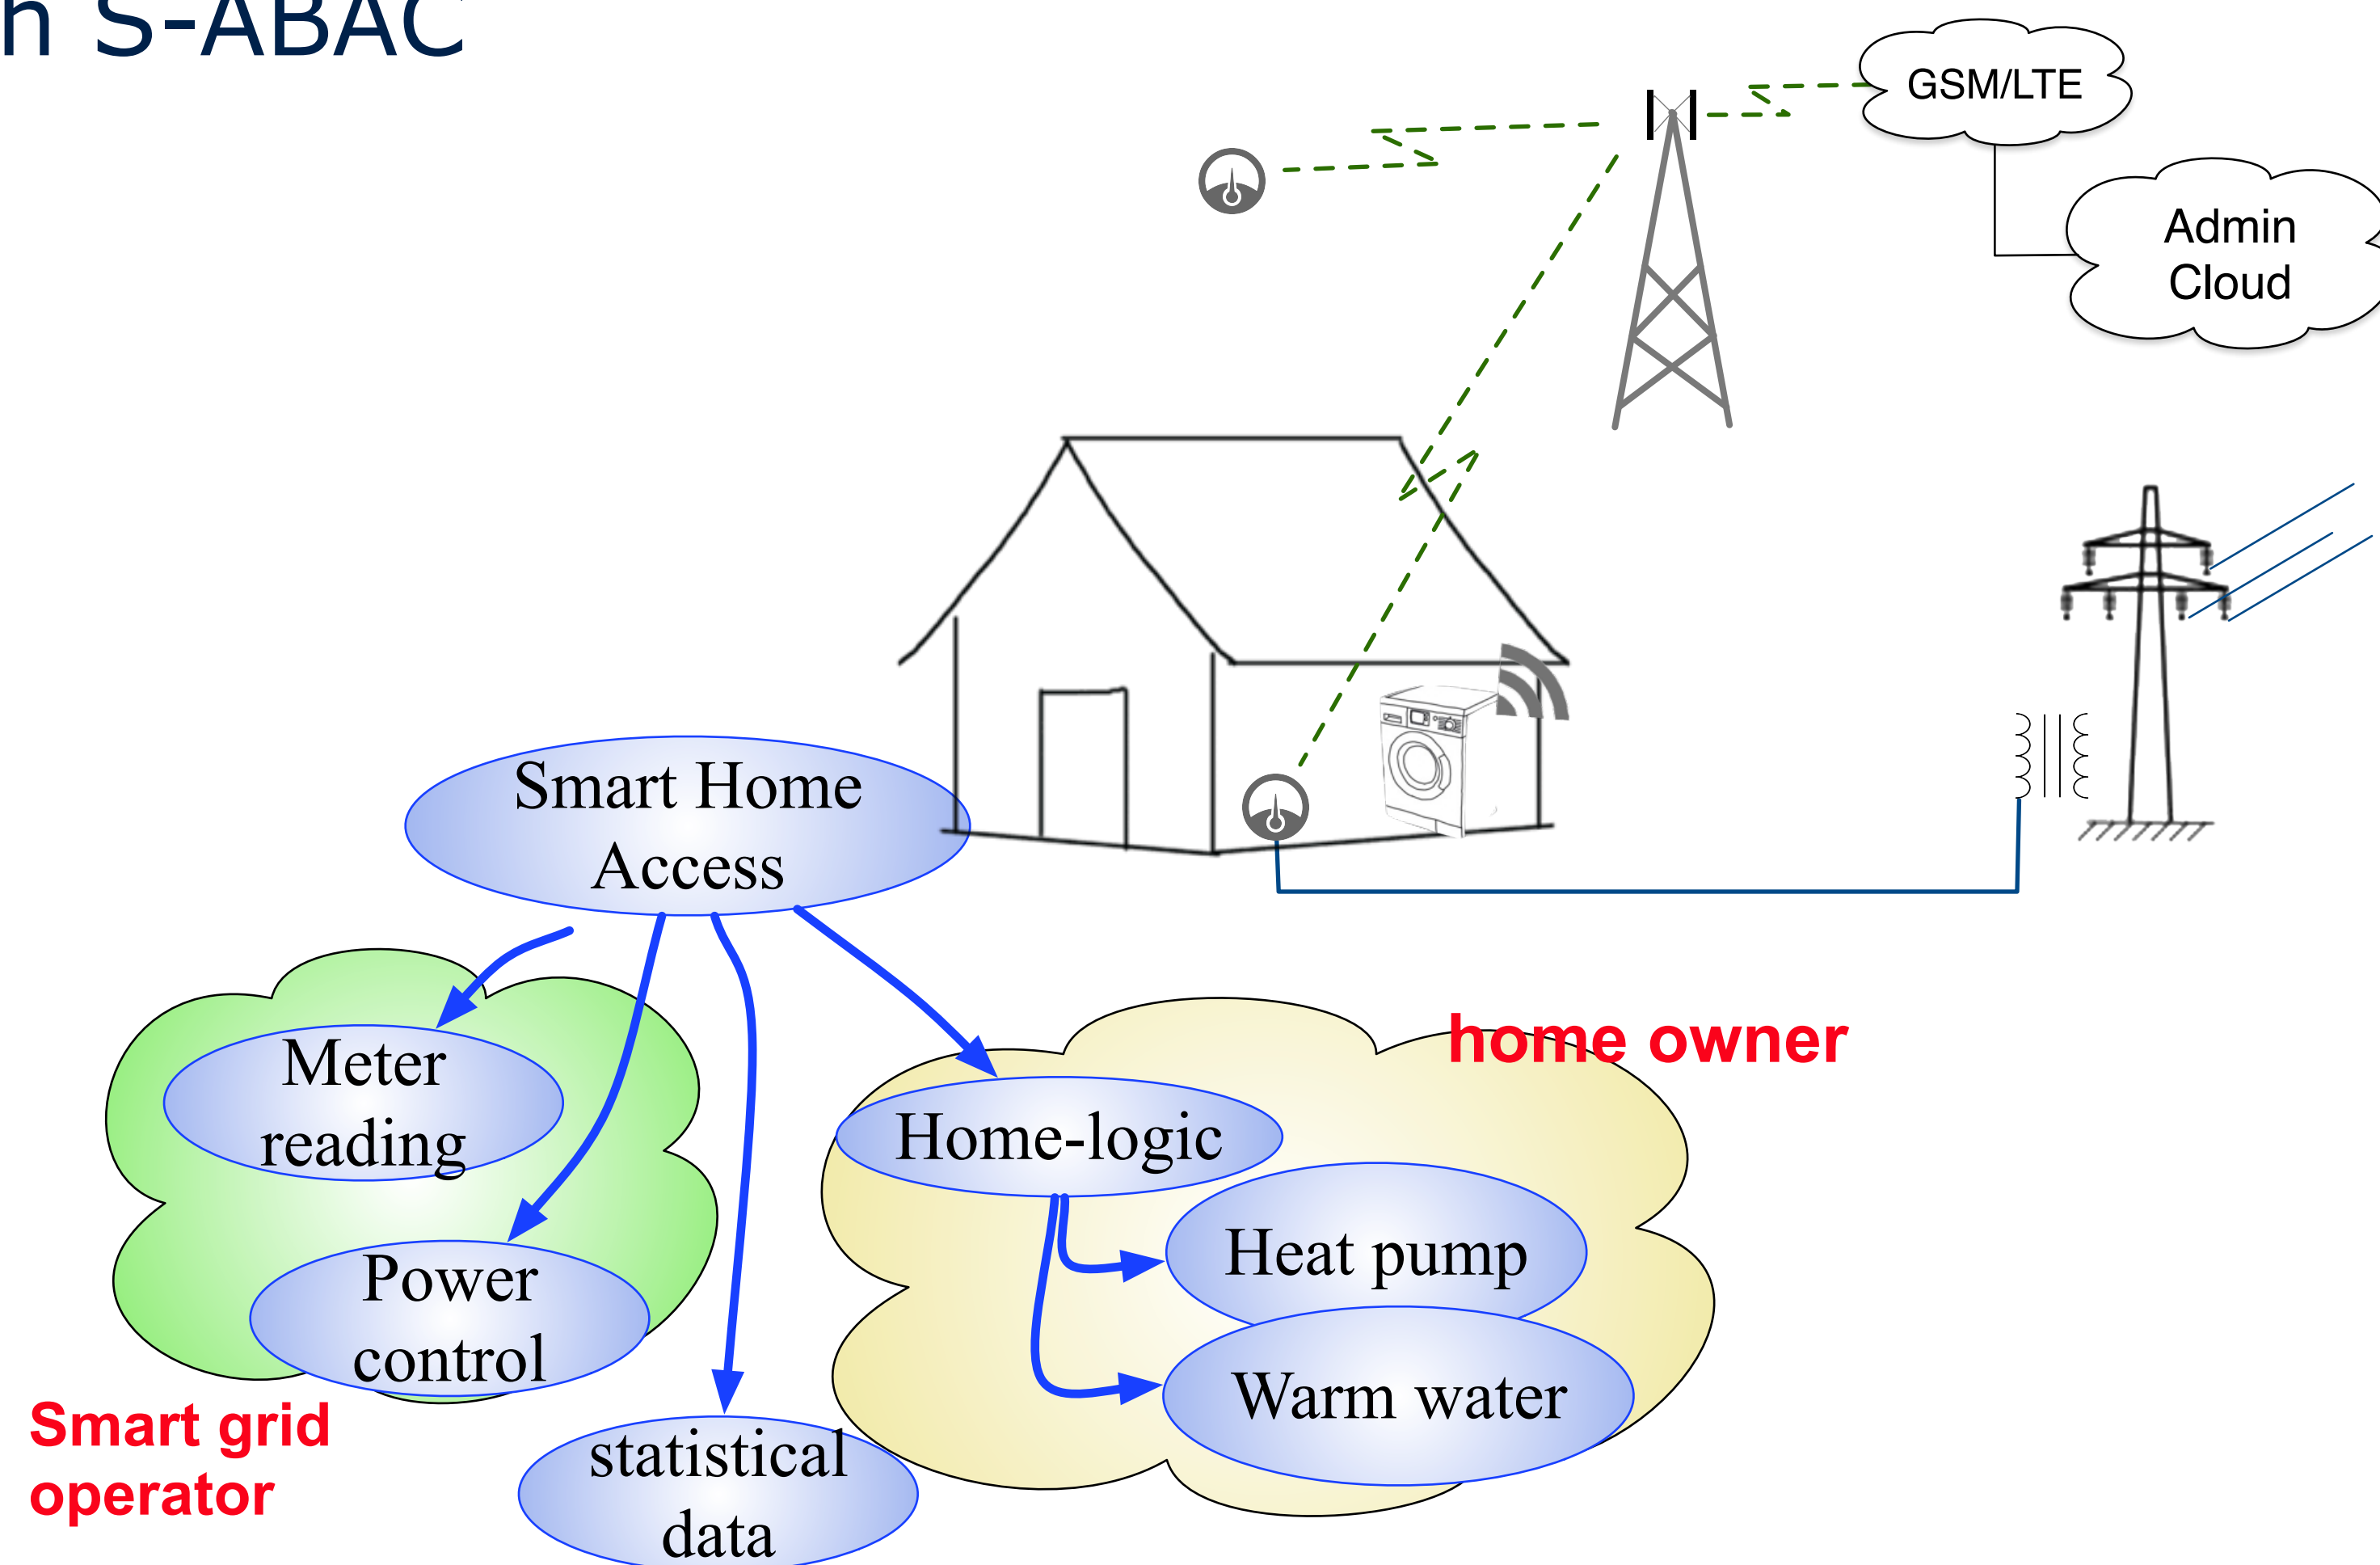 h S-ABAC
GSM/LTE
Admin
Cloud
Smart Home
Access
home owner
Meter
reading
Home-logic
Heat pump
Power
control
Warm water
Smart grid
operator
statistical
data